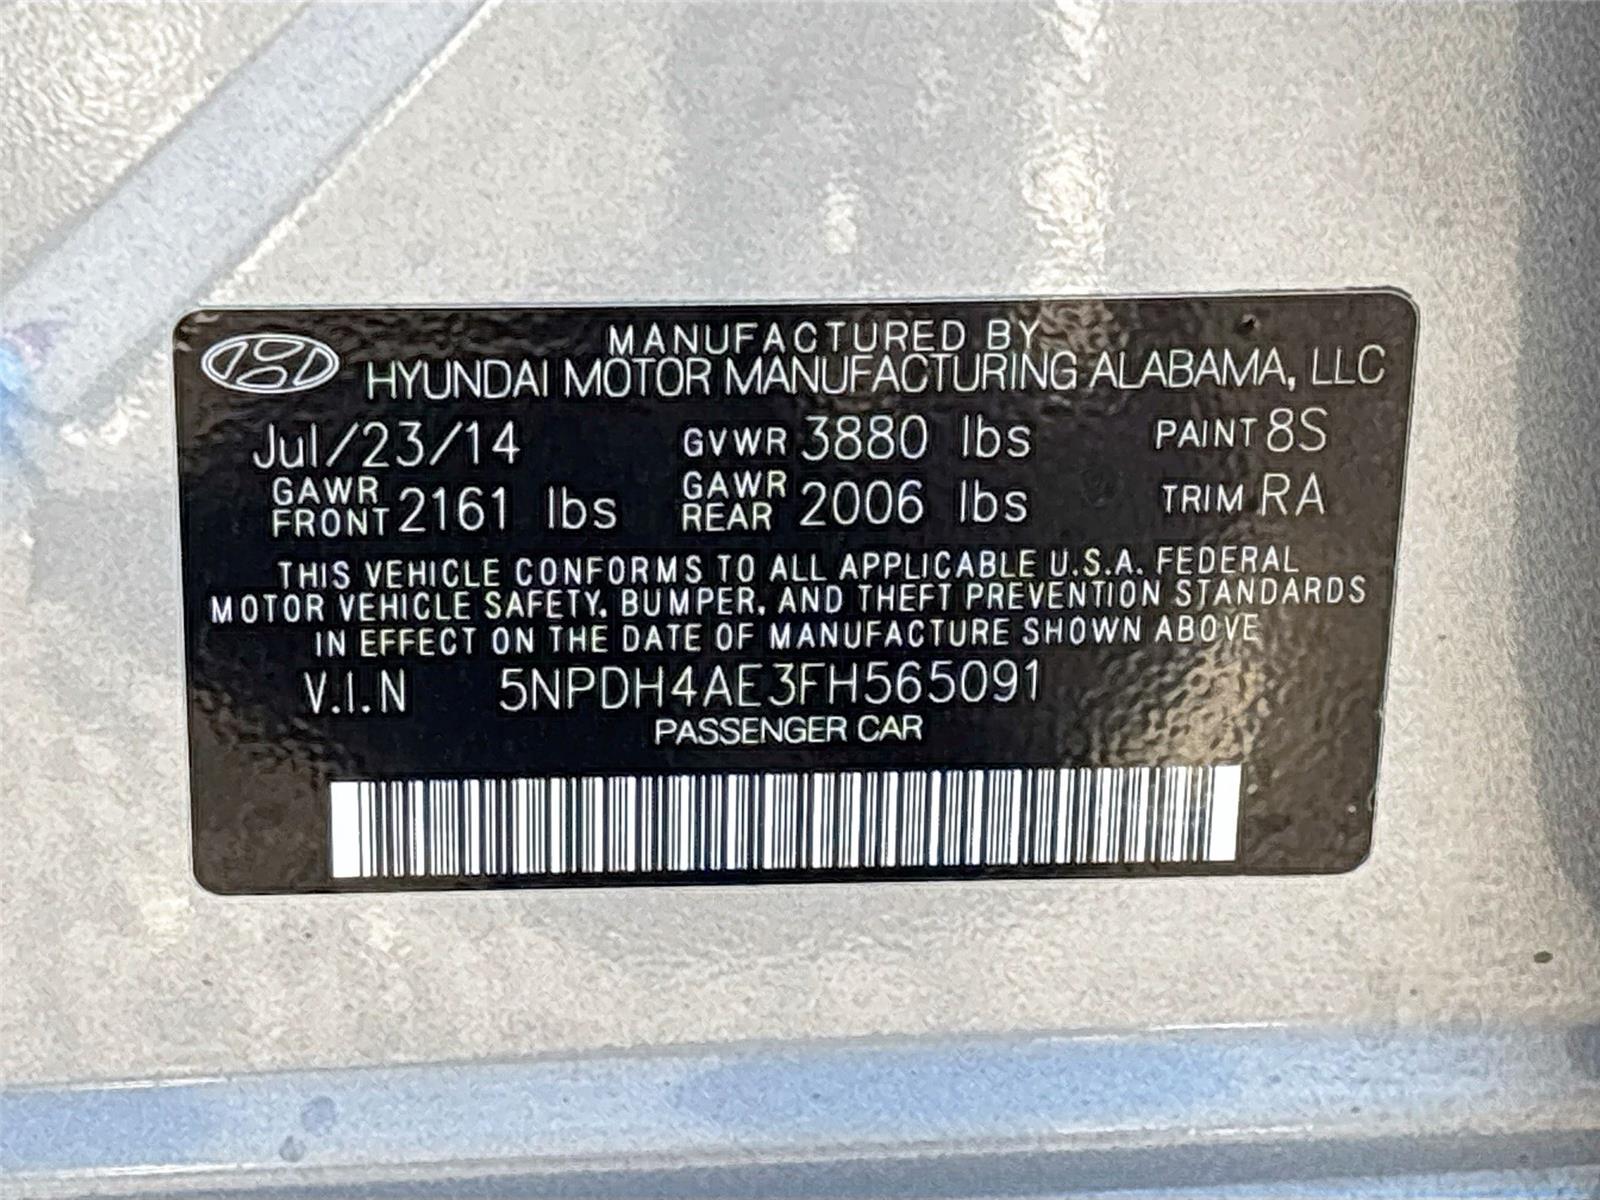 MANUFACTURED BY
HYUNDAI MOTOR MANUFACTURING ALABAMA, LLC
Jul/23/14 GVWR 3880 lbs PAINT 8S
GAWR FRONT 2161 lbs GAWR REAR 2006 lbs TRIM RA
THIS VEHICLE CONFORMS TO ALL APPLICABLE U.S.A. FEDERAL
MOTOR VEHICLE SAFETY, BUMPER, AND THEFT PREVENTION STANDARDS
IN EFFECT ON THE DATE OF MANUFACTURE SHOWN ABOVE
V.I.N 5NPDH4AE3FH565091
PASSENGER CAR